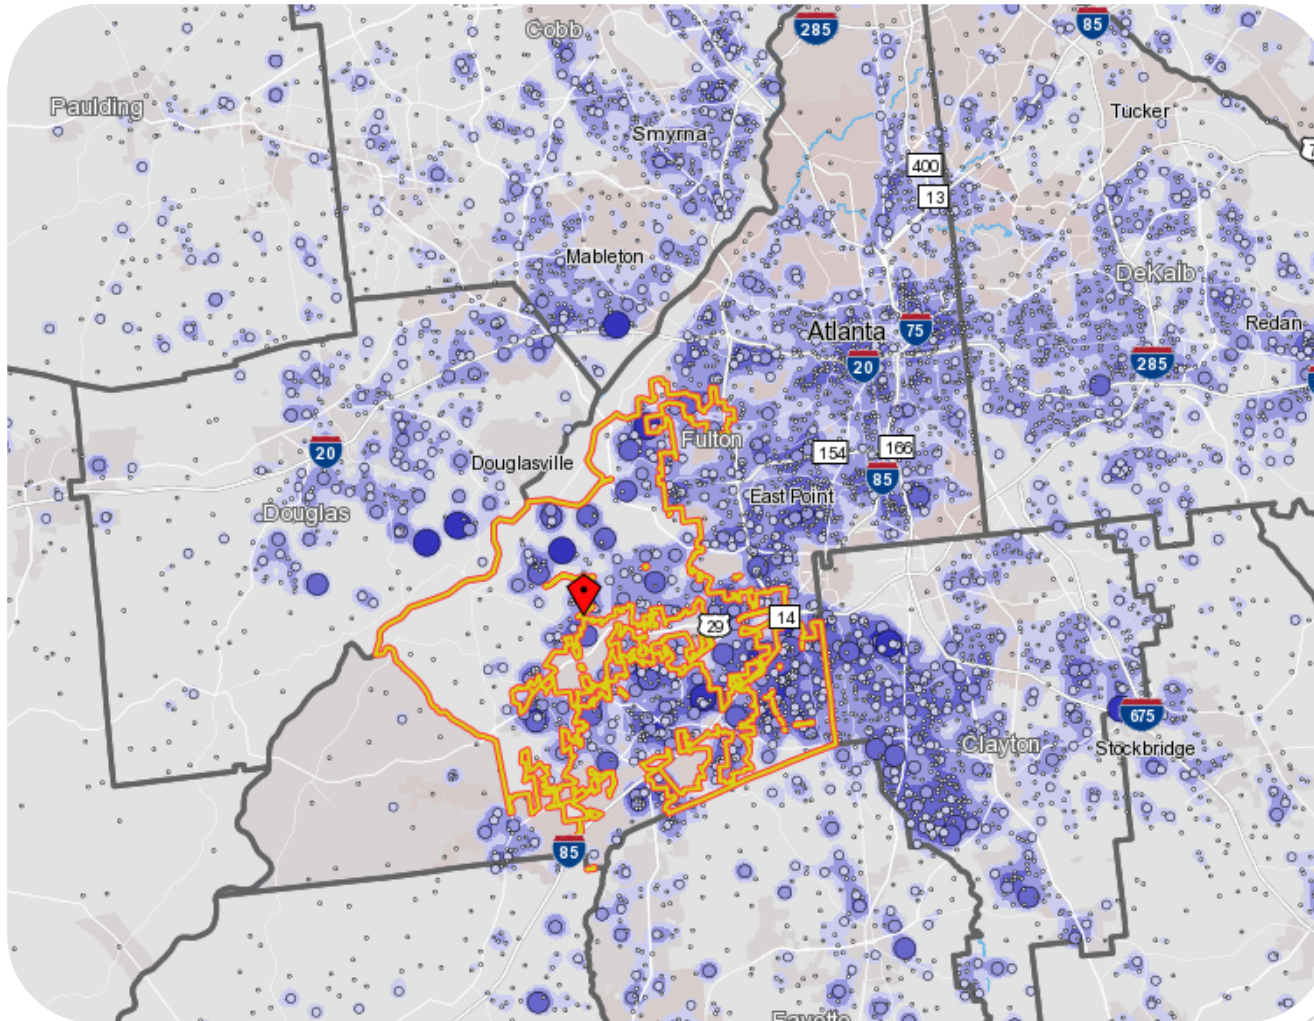 Cobb
285
85
Paulding
Tucker
Smyrna
400
13
Mableton
DeKalb
Atlanta
75
Redan
20
285
Fulton
20
154
166
Douglasville
85
East Point
Douglas
14
29
675
Clayton
Stockbridge
85
Fayette